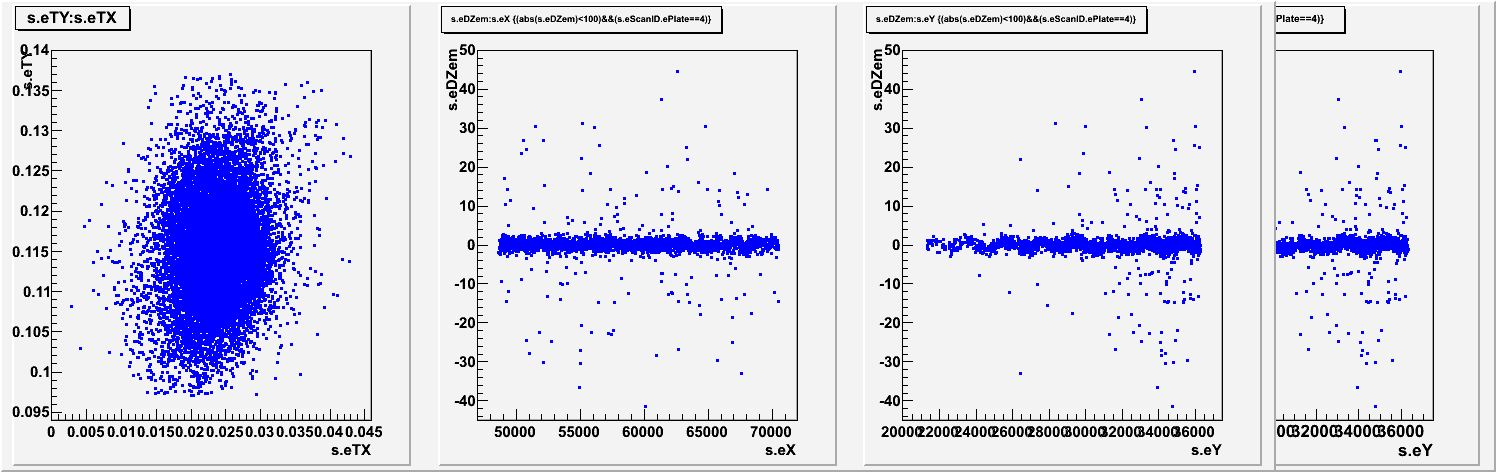 s.eTY:s.eTX
s.eTY
0.14
0.135
0.13
0.125
0.12
0.115
0.11
0.105
0.1
0.095
0 0.005 0.01 0.015 0.02 0.025 0.03 0.035 0.04 0.045
s.eTX
s.eDZem:s.eX {(abs(s.eDZem)<100)&&(s.eScanID.ePlate==4)}
s.eDZem
50
40
30
20
10
0
-10
-20
-30
-40
50000 55000 60000 65000 70000
s.eX
s.eDZem:s.eY {(abs(s.eDZem)<100)&&(s.eScanID.ePlate==4)}
s.eDZem
50
40
30
20
10
0
-10
-20
-30
-40
20000 22000 24000 26000 28000 30000 32000 34000 36000
s.eY
Plate==4)}
00 32000 34000 36000
s.eY